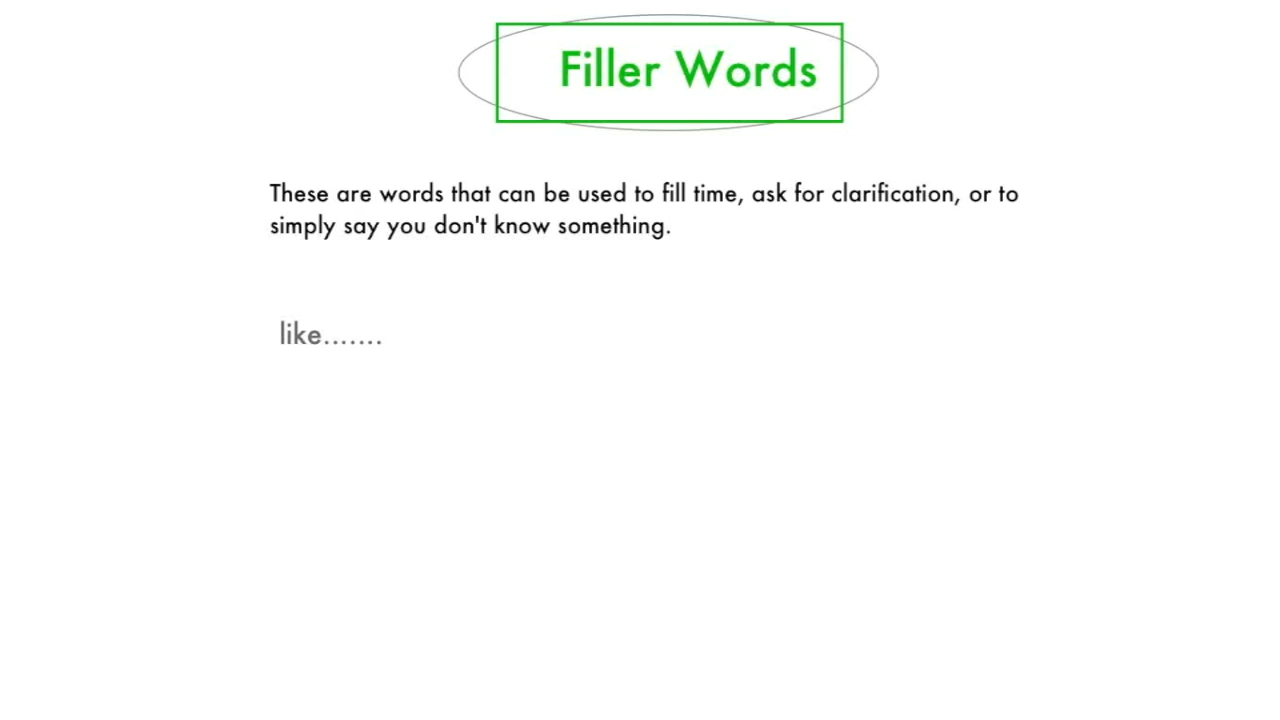 Filler Words
These are words that can be used to fill time, ask for clarification, or to
simply say you don't know something.
like.......